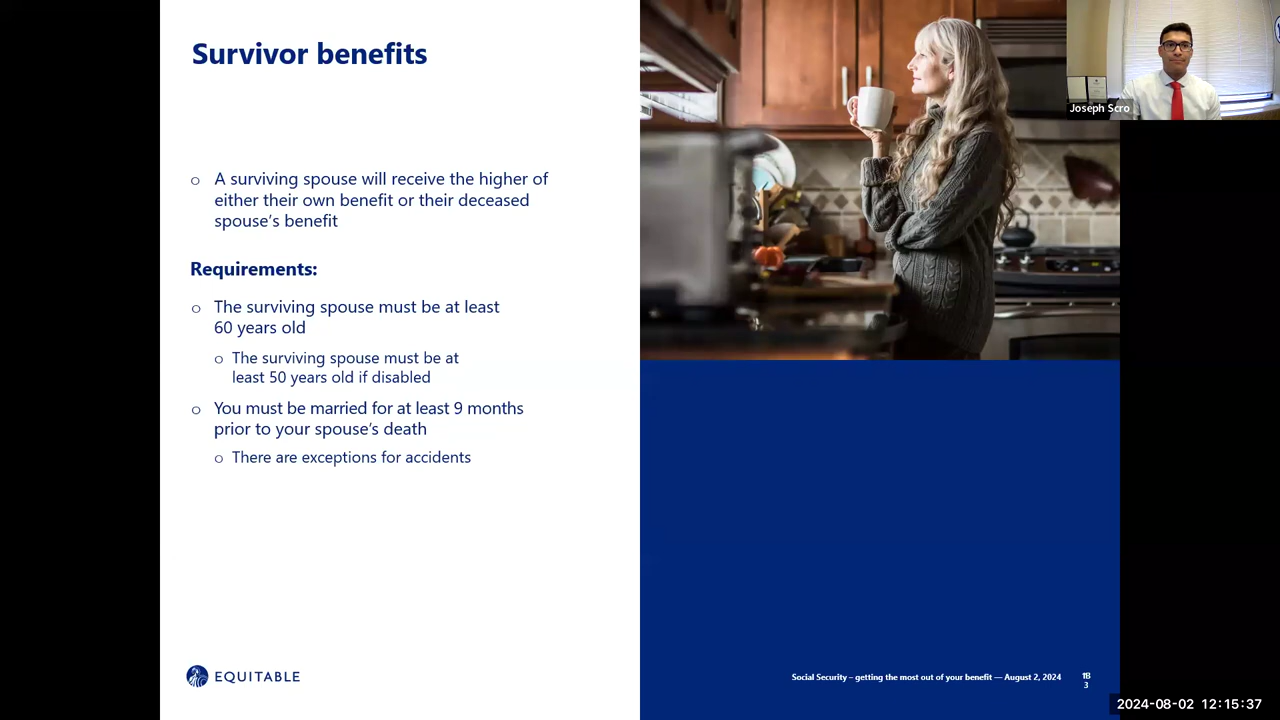 Survivor benefits
Joseph Scro
o A surviving spouse will receive the higher of
either their own benefit or their deceased
spouse's benefit
Requirements:
o The surviving spouse must be at least
60 years old
o The surviving spouse must be at
least 50 years old if disabled
o You must be married for at least 9 months
prior to your spouse's death
o There are exceptions for accidents
EQUITABLE
Social Security – getting the most out of your benefit — August 2, 2024
2024-08-02 12:15:37